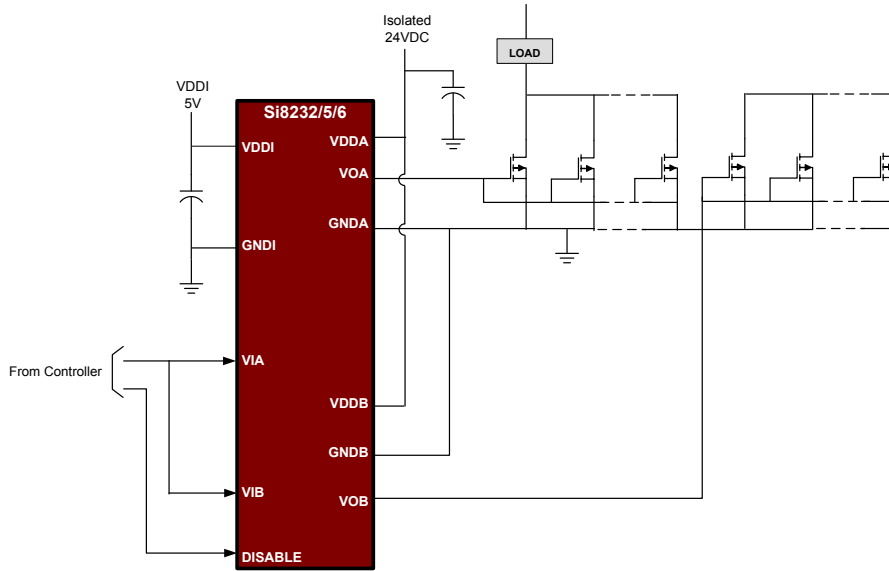 Isolated
24VDC
LOAD
VDDI
5V
Si8232/5/6
VDDI
VDDA
VOA
GNDA
GNDI
From Controller
VIA
VDDB
GNDB
VIB
VOB
DISABLE